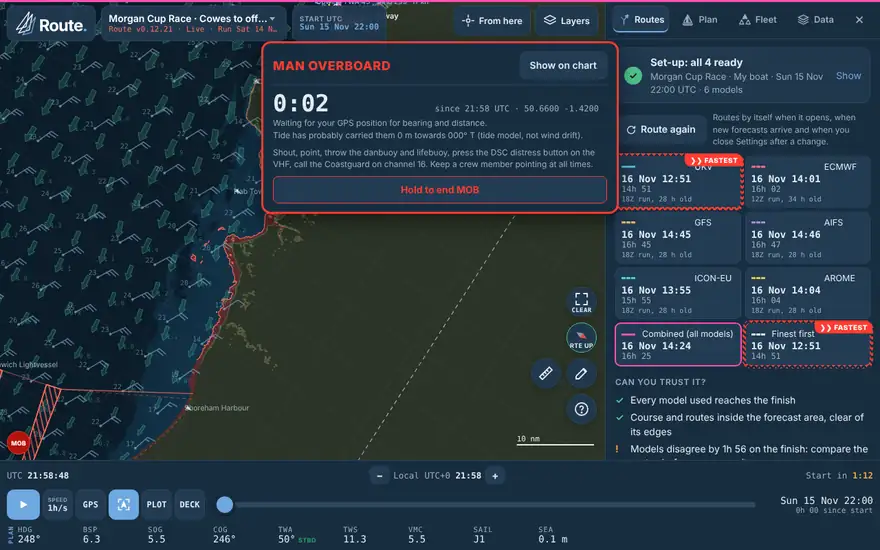 Route.
Morgan Cup Race · Cowes to off...
Route v0.12.21 · Live · Run Sat 14 N…
START UTC
Sun 15 Nov 22:00
way
From here
Layers
Routes
Plan
Fleet
Data
MAN OVERBOARD
Show on chart
0:02
since 21:58 UTC · 50.6600 -1.4200
Waiting for your GPS position for bearing and distance.
Tide has probably carried them 0 m towards 000° T (tide model, not wind drift).
Shout, point, throw the danbuoy and lifebuoy, press the DSC distress button on the
VHF, call the Coastguard on channel 16. Keep a crew member pointing at all times.
Hold to end MOB
Set-up: all 4 ready
Morgan Cup Race · My boat · Sun 15 Nov
22:00 UTC · 6 models
Show
Route again
Routes by itself when it opens, when
new forecasts arrive and when you
close Settings after a change.
FASTEST
UKV
16 Nov 12:51
14h 51
18Z run, 28 h old
ECMWF
16 Nov 14:01
16h 02
12Z run, 34 h old
GFS
16 Nov 14:45
16h 45
18Z run, 28 h old
AIFS
16 Nov 14:46
16h 47
18Z run, 28 h old
ICON-EU
16 Nov 13:55
15h 55
18Z run, 28 h old
AROME
16 Nov 14:04
16h 04
18Z run, 28 h old
Combined (all models)
16 Nov 14:24
16h 25
FASTEST
Finest first
16 Nov 12:51
14h 51
CAN YOU TRUST IT?
Every model used reaches the finish
Course and routes inside the forecast area, clear of
its edges
! Models disagree by 1h 56 on the finish: compare the
CLEAR
RTE UP
10 nm
Shoreham Harbour
MOB
UTC 21:58:48
− Local UTC+0 21:58 +
Start in 1:12
SPEED
1h/s
GPS
A
PLOT
DECK
Sun 15 Nov 22:00
0h 00 since start
PLAN
HDG
248°
BSP
6.3
SOG
5.5
COG
246°
TWA
50° STBD
TWS
11.3
VMC
5.5
SAIL
J1
SEA
0.1 m